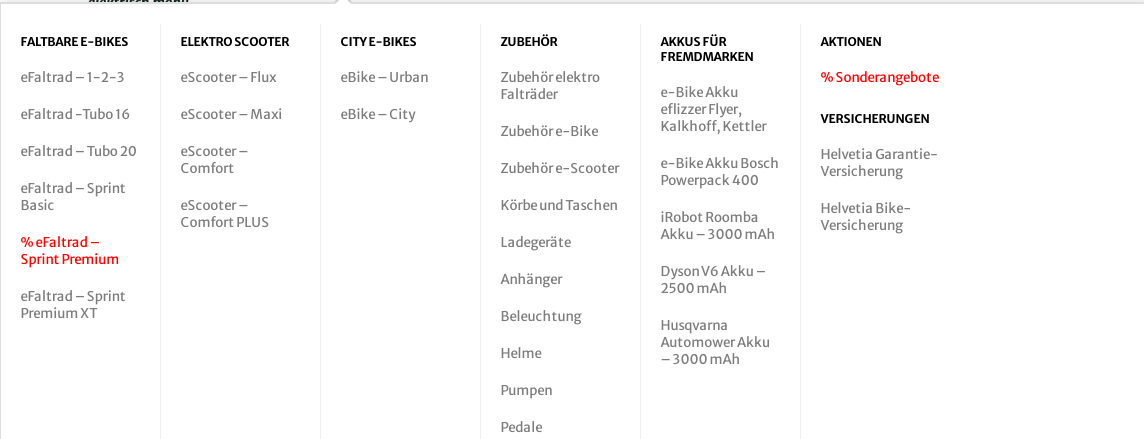 elektrisch menu
FALTBARE E-BIKES
eFaltrad – 1-2-3
eFaltrad -Tubo 16
eFaltrad – Tubo 20
eFaltrad – Sprint
Basic
% eFaltrad –
Sprint Premium
eFaltrad – Sprint
Premium XT
ELEKTRO SCOOTER
eScooter – Flux
eScooter – Maxi
eScooter –
Comfort
eScooter –
Comfort PLUS
CITY E-BIKES
eBike – Urban
eBike – City
ZUBEHÖR
Zubehör elektro
Falträder
Zubehör e-Bike
Zubehör e-Scooter
Körbe und Taschen
Ladegeräte
Anhänger
Beleuchtung
Helme
Pumpen
Pedale
AKKUS FÜR
FREMDMARKEN
e-Bike Akku
eflizzer Flyer,
Kalkhoff, Kettler
e-Bike Akku Bosch
Powerpack 400
iRobot Roomba
Akku – 3000 mAh
Dyson V6 Akku –
2500 mAh
Husqvarna
Automower Akku
– 3000 mAh
AKTIONEN
% Sonderangebote
VERSICHERUNGEN
Helvetia Garantie-
Versicherung
Helvetia Bike-
Versicherung